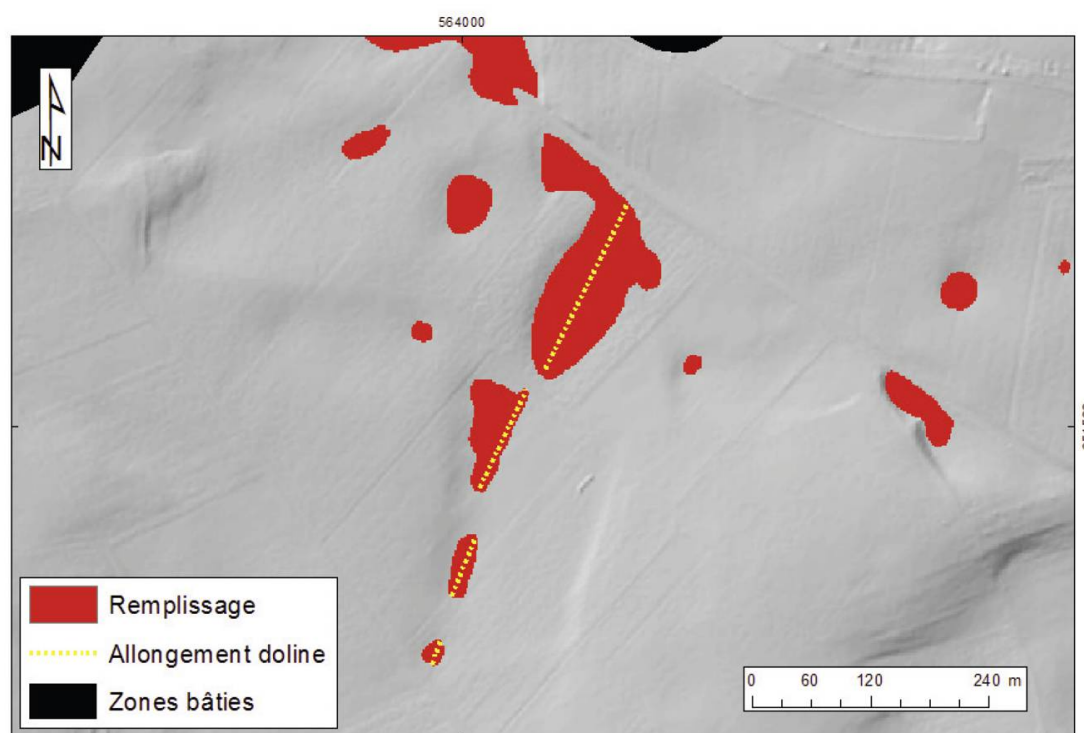 564000
N
Remplissage
Allongement doline
Zones bâties
0 60 120 240 m